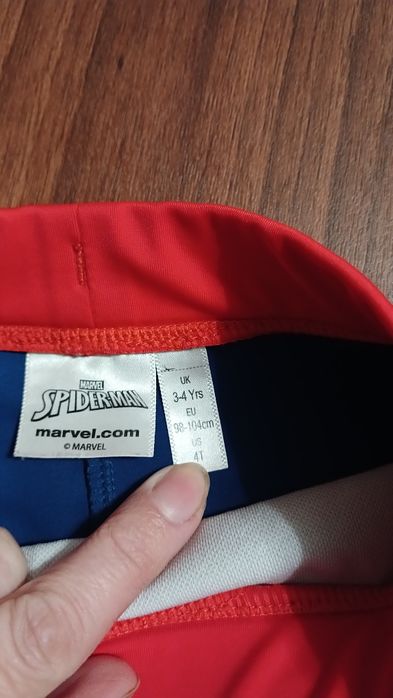 MARVEL
SPIDER-MAN
marvel.com
© MARVEL
UK
3-4 Yrs
EU
98-104cm
US
4T